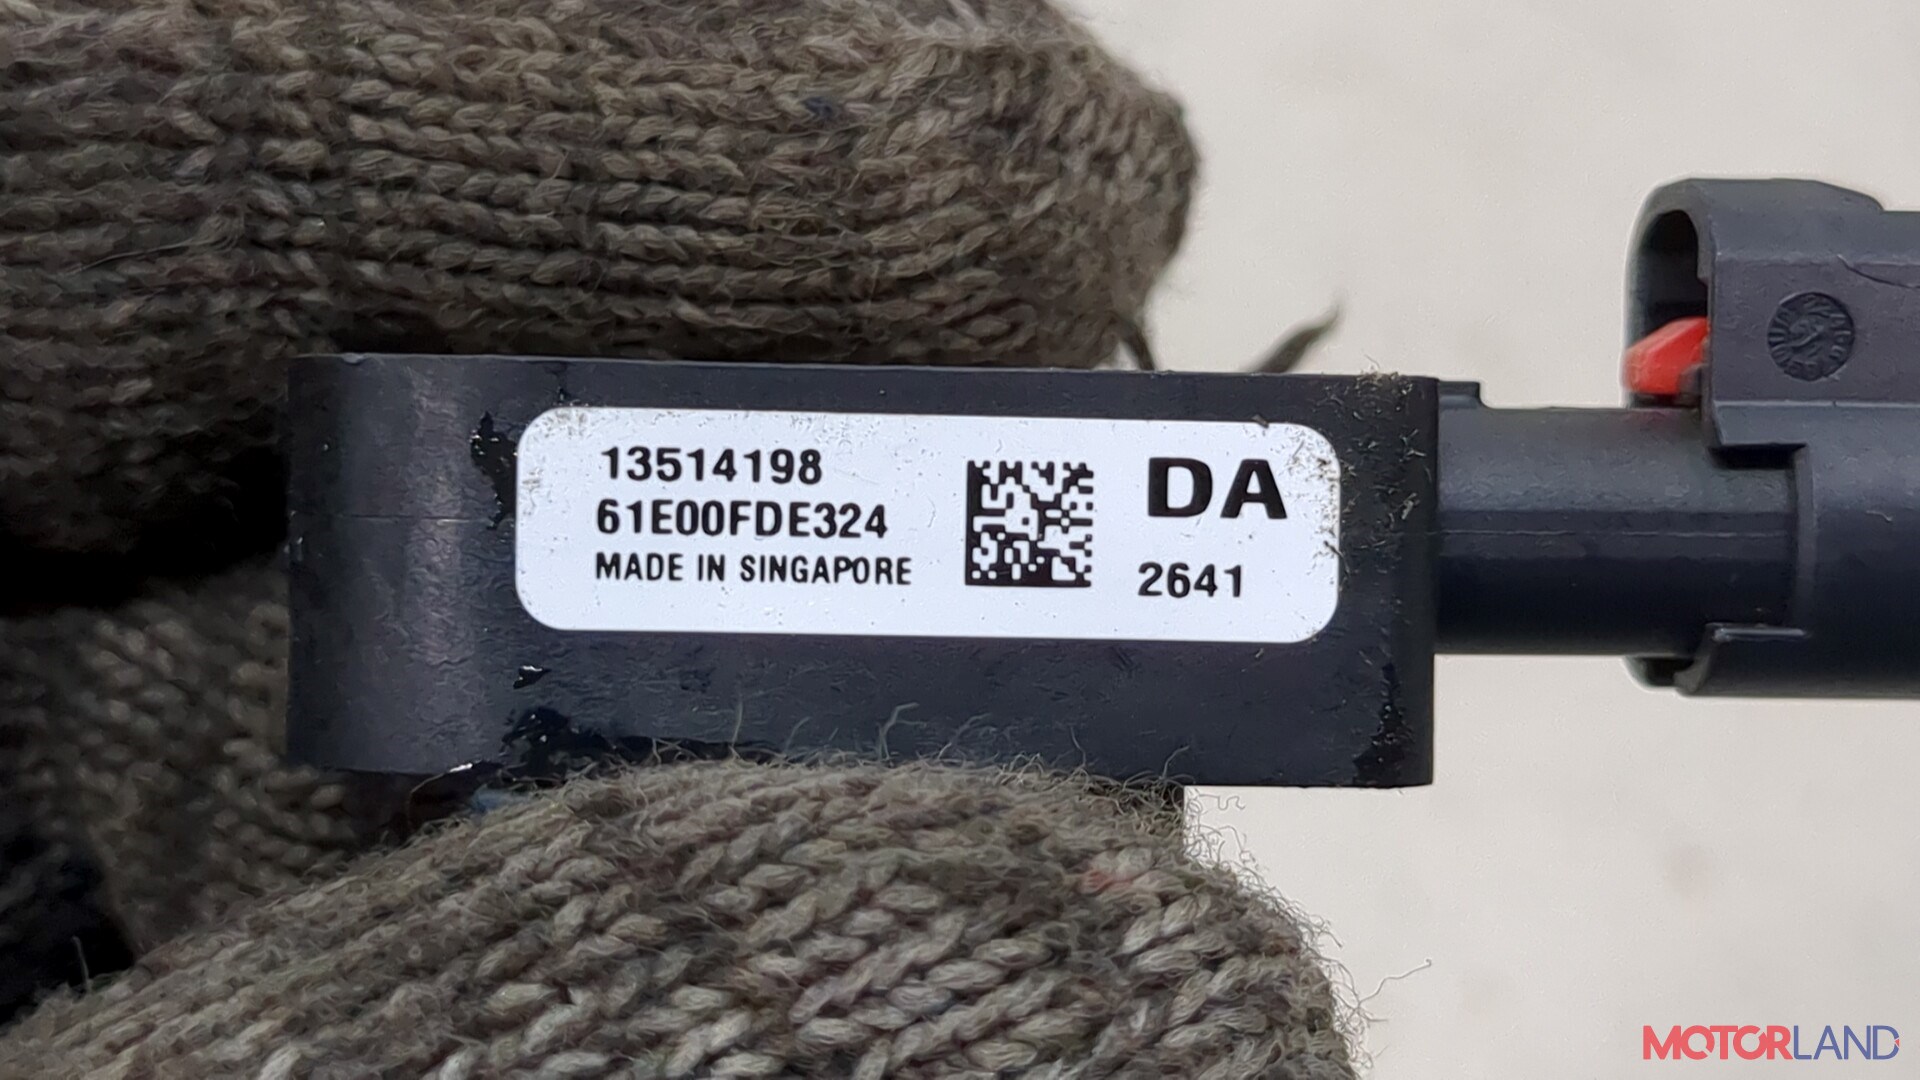 13514198
61E00FDE324
MADE IN SINGAPORE
DA
2641
MOTORLAND